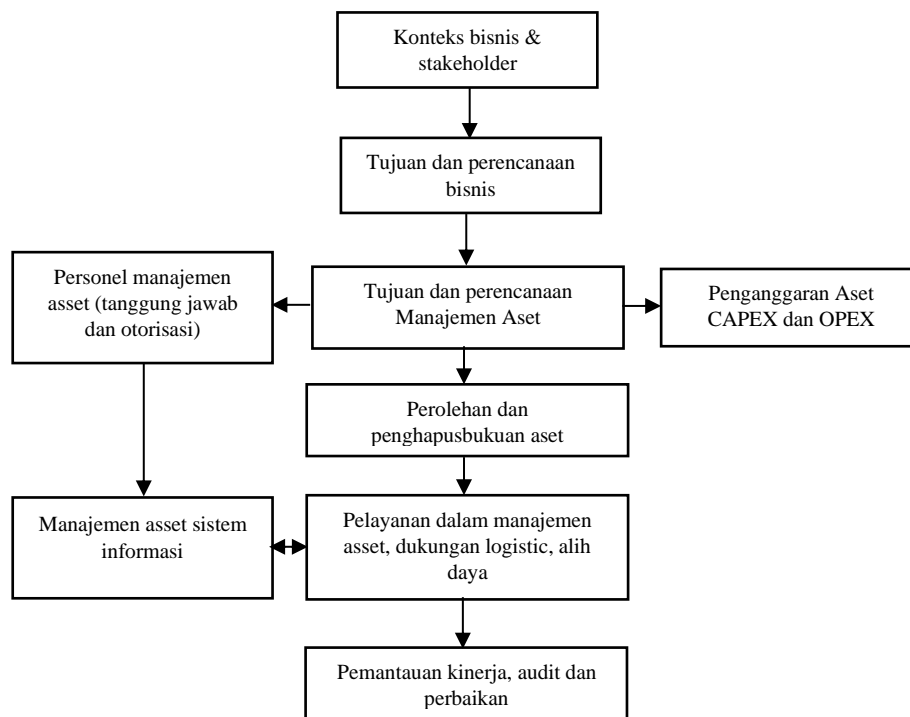 Konteks bisnis &
stakeholder
Tujuan dan perencanaan
bisnis
Personel manajemen
asset (tanggung jawab
dan otorisasi)
Tujuan dan perencanaan
Manajemen Aset
Penganggaran Aset
CAPEX dan OPEX
Perolehan dan
penghapusbukuan aset
Manajemen asset sistem
informasi
Pelayanan dalam manajemen
asset, dukungan logistic, alih
daya
Pemantauan kinerja, audit dan
perbaikan